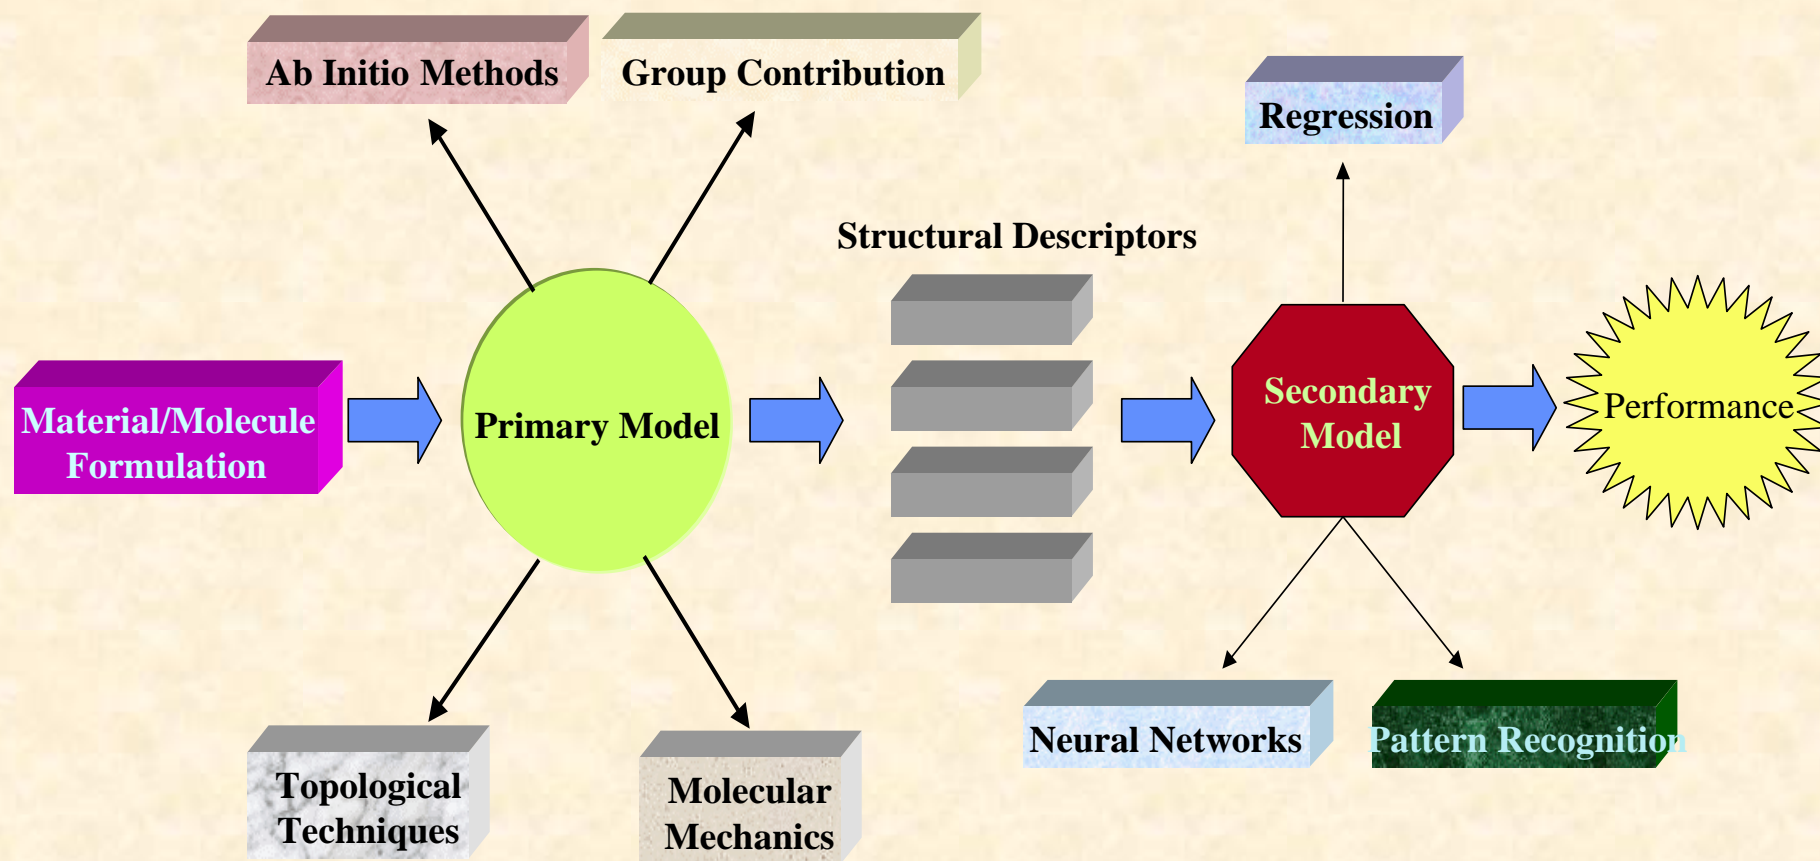 Ab Initio Methods
Group Contribution
Regression
Structural Descriptors
Material/Molecule
Formulation
Primary Model
Secondary
Model
Performance
Neural Networks
Pattern Recognition
Topological
Techniques
Molecular
Mechanics